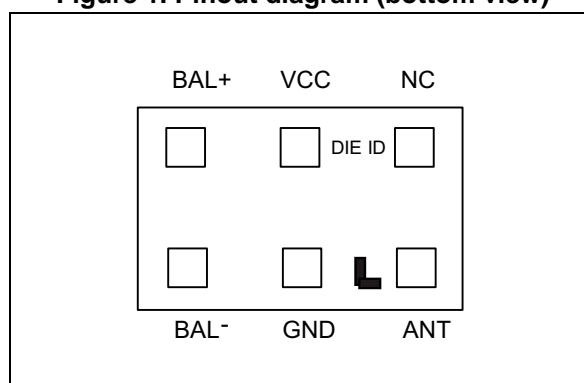 Figure 1. Pinout diagram (bottom view)
BAL+ VCC NC
DIE ID
BAL- GND ANT